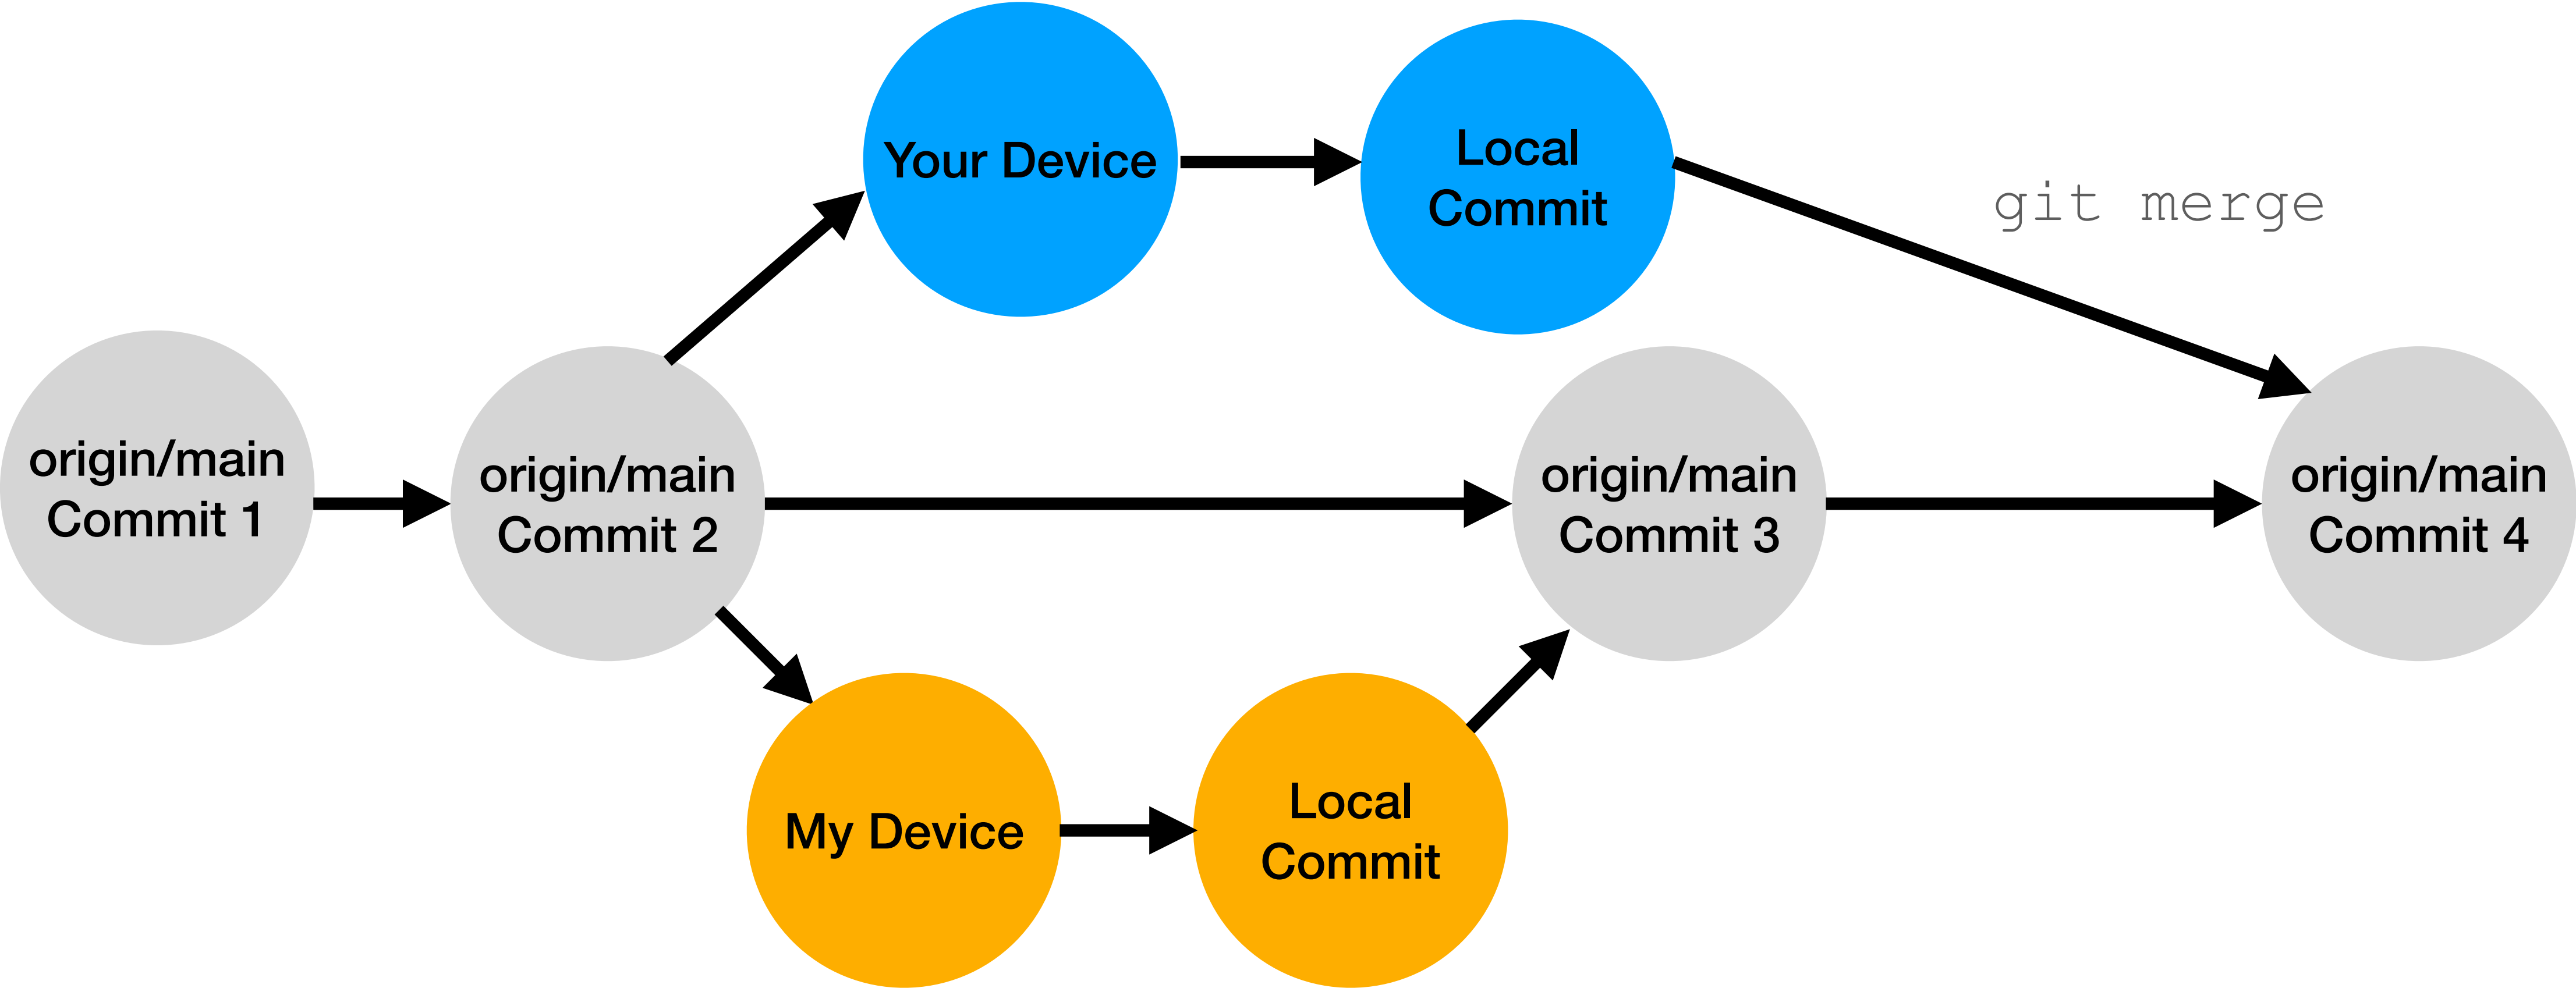 Your Device
Local
Commit
git merge
origin/main
Commit 1
origin/main
Commit 2
origin/main
Commit 3
origin/main
Commit 4
My Device
Local
Commit